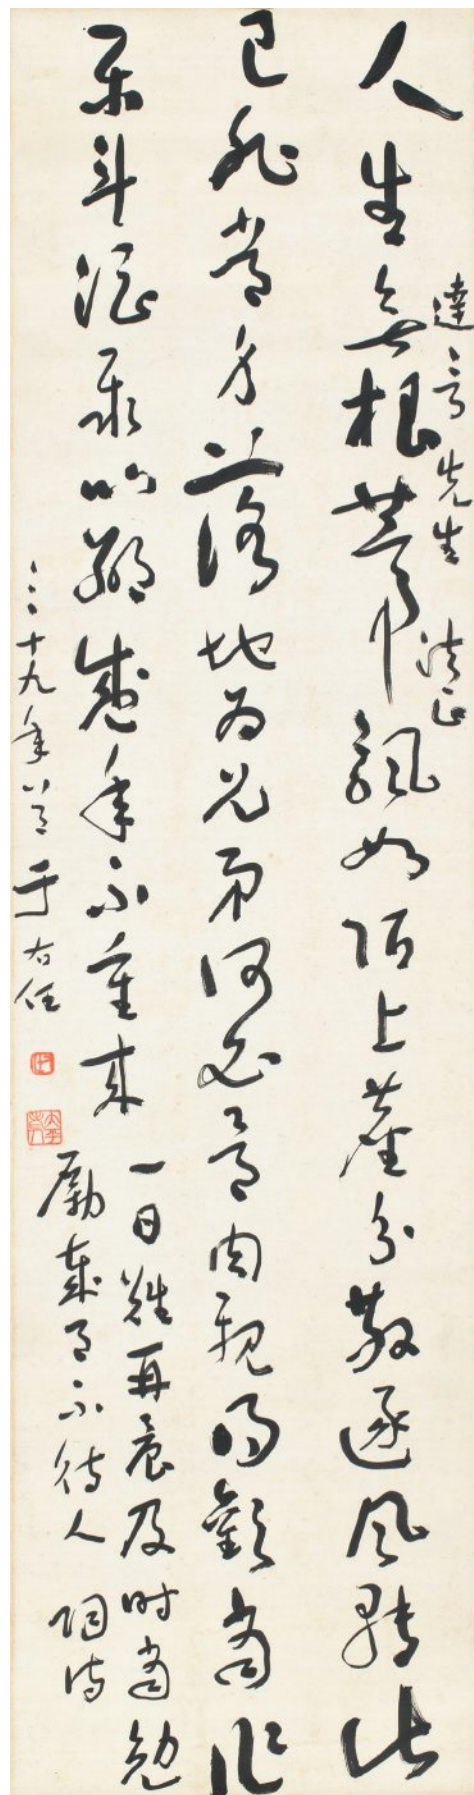 達先生法正
人生無根蒂飄如陌上塵分散逐風轉此
已非常身落地為兄弟何必骨肉親得歡當作
樂斗酒聚比鄰盛年不重來
一日難再晨及時當勉
勵歲月不待人 陶詩
三十九年 于右任